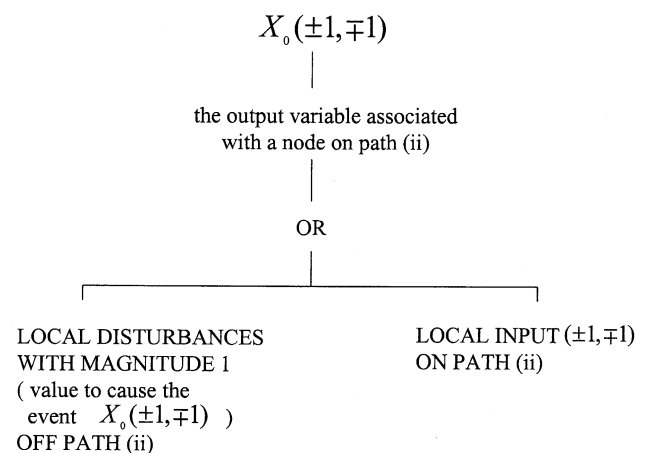 X₀(±1,∓1)
the output variable associated
with a node on path (ii)
OR
LOCAL DISTURBANCES
WITH MAGNITUDE 1
( value to cause the
event X₀(±1,∓1) )
OFF PATH (ii)
LOCAL INPUT (±1,∓1)
ON PATH (ii)